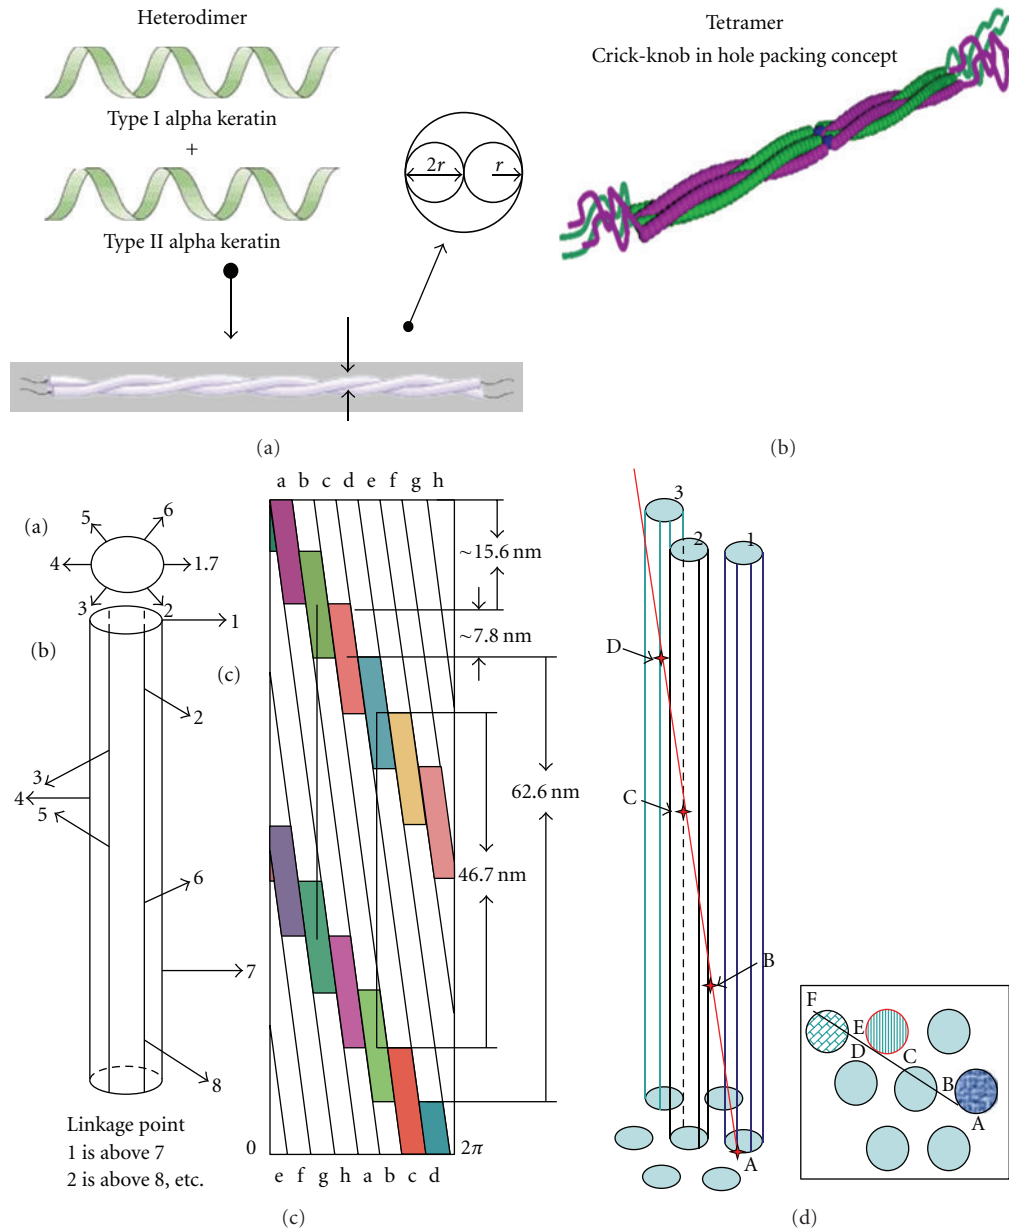 Heterodimer
Type I alpha keratin
+
Type II alpha keratin
2r
r
(a)
Tetramer
Crick-knob in hole packing concept
(b)
(a)
5
6
4
1.7
3
2
(b)
1
2
3
4
5
6
7
8
Linkage point
1 is above 7
2 is above 8, etc.
(c)
a b c d e f g h
~15.6 nm
~7.8 nm
62.6 nm
46.7 nm
0
2π
e f g h a b c d
(c)
3
2
1
D
C
B
A
F
E
D
C
B
A
(d)